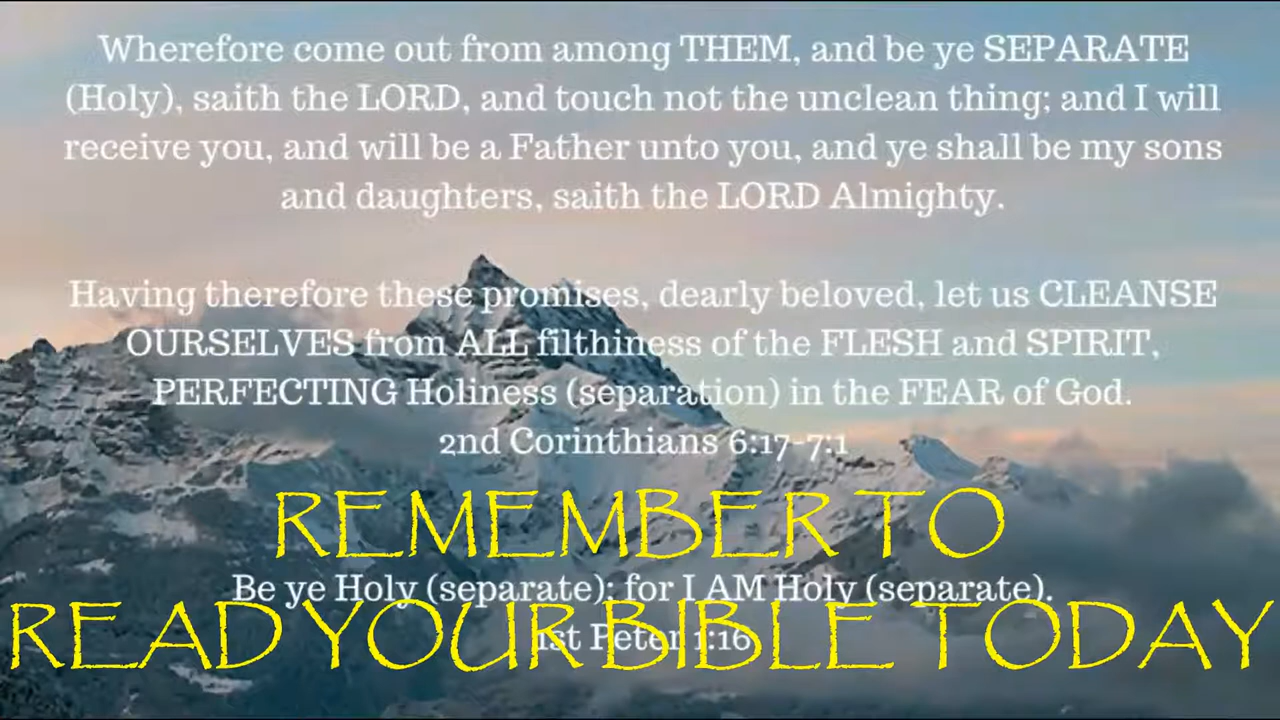 Wherefore come out from among THEM, and be ye SEPARATE
(Holy), saith the LORD, and touch not the unclean thing; and I will
receive you, and will be a Father unto you, and ye shall be my sons
and daughters, saith the LORD Almighty.
Having therefore these promises, dearly beloved, let us CLEANSE
OURSELVES from ALL filthiness of the FLESH and SPIRIT,
PERFECTING Holiness (separation) in the FEAR of God.
2nd Corinthians 6:17-7:1
REMEMBER TO
Be ye Holy (separate); for I AM Holy (separate).
READ YOUR BIBLE TODAY
1st Peter 1:16